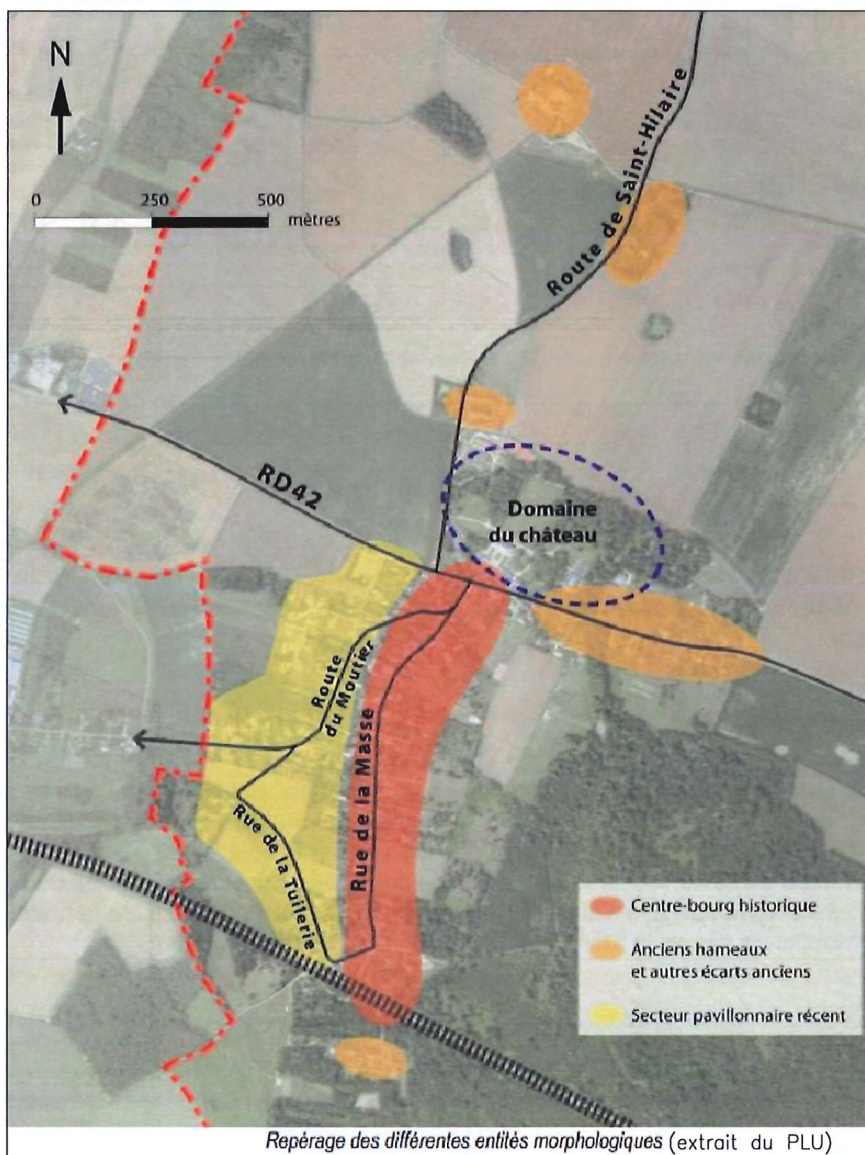 N
0 250 500
mètres
Route de Saint-Hilaire
RD42
Domaine
du château
Route
du Moutier
Rue de la Masse
Rue de la Tuilerie
Centre-bourg historique
Anciens hameaux
et autres écarts anciens
Secteur pavillonnaire récent
Repérage des différentes entités morphologiques (extrait du PLU)